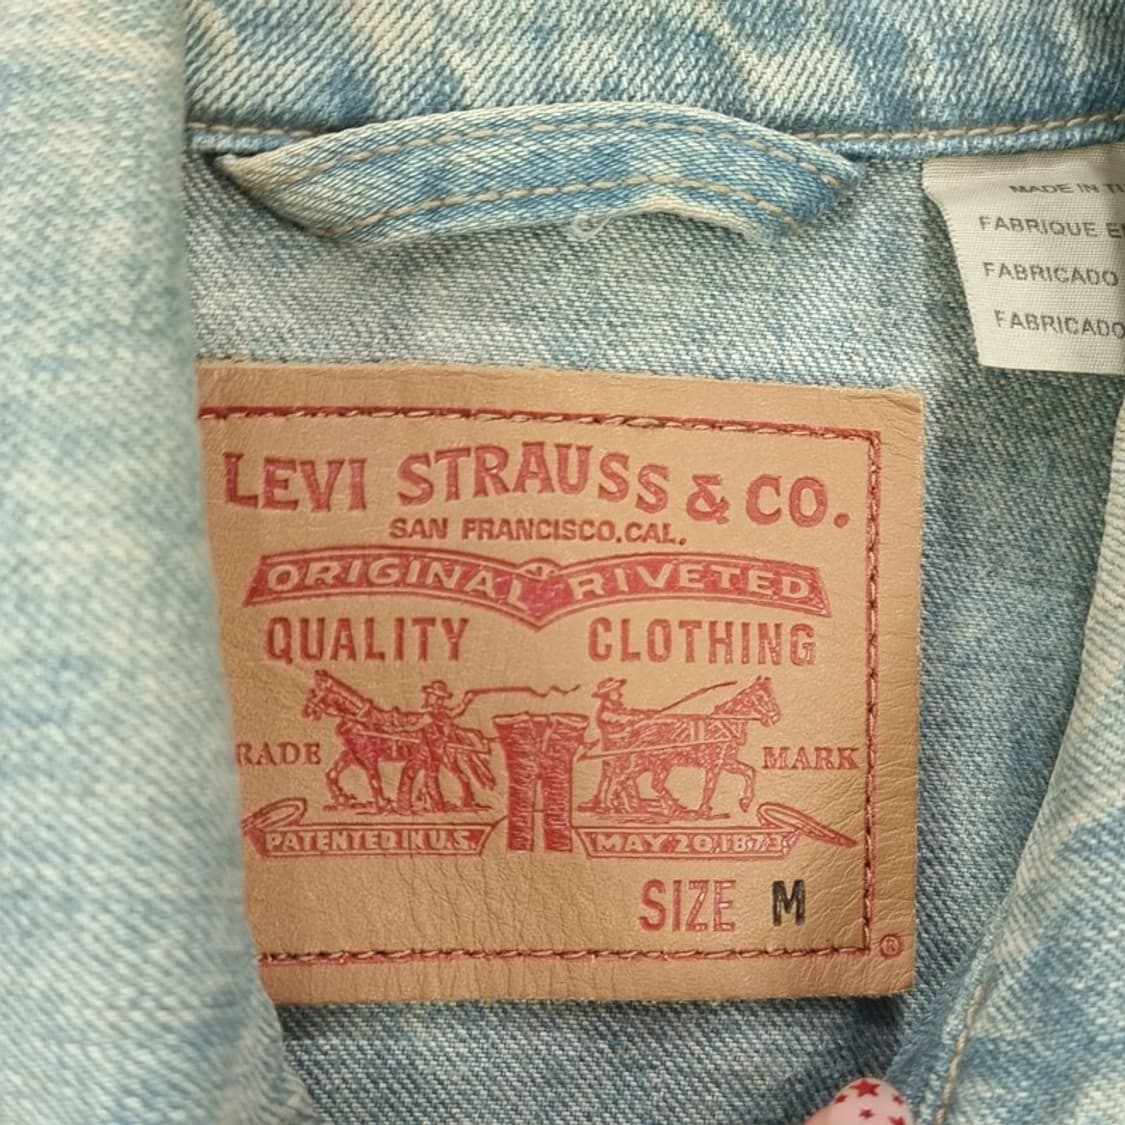 MADE IN TU
FABRIQUE E
FABRICADO
FABRICADO
LEVI STRAUSS & CO.
SAN FRANCISCO, CAL.
ORIGINAL RIVETED
QUALITY CLOTHING
RADE MARK
PATENTED IN U.S. MAY 20 1873
SIZE M
®